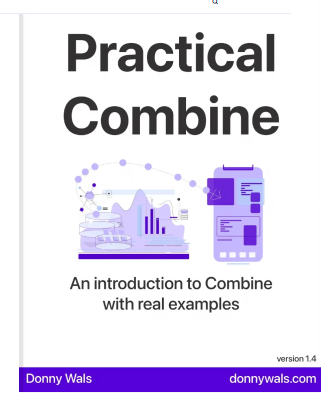 Practical
Combine
An introduction to Combine
with real examples
version 1.4
Donny Wals
donnywals.com